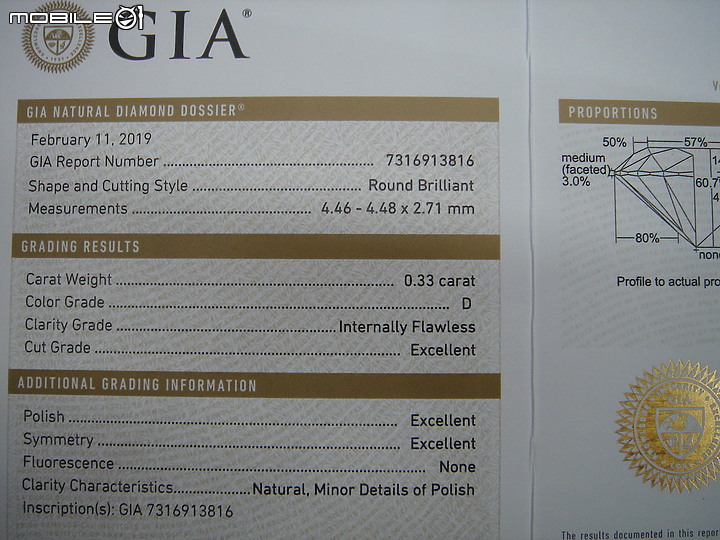 MOBILE01
GIA®
GIA NATURAL DIAMOND DOSSIER®
February 11, 2019
GIA Report Number ........ 7316913816
Shape and Cutting Style ........ Round Brilliant
Measurements ........ 4.46 - 4.48 x 2.71 mm
GRADING RESULTS
Carat Weight ........ 0.33 carat
Color Grade ........ D
Clarity Grade ........ Internally Flawless
Cut Grade ........ Excellent
ADDITIONAL GRADING INFORMATION
Polish ........ Excellent
Symmetry ........ Excellent
Fluorescence ........ None
Clarity Characteristics ........ Natural, Minor Details of Polish
Inscription(s): GIA 7316913816
PROPORTIONS
50% 57%
medium
(faceted)
3.0%
60.7
80%
none
Profile to actual pro
The results documented in this repor